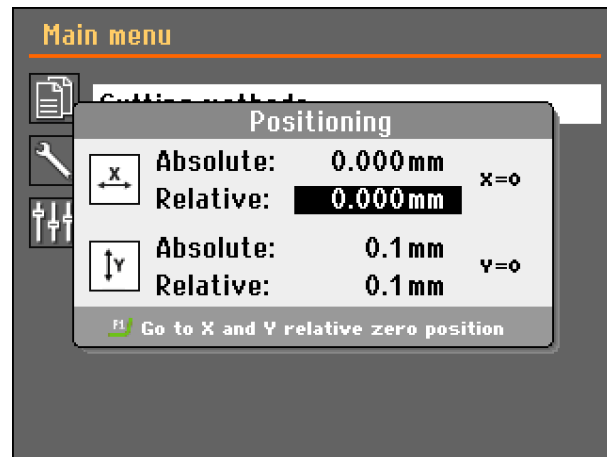 Main menu
Positioning
X
Absolute: 0.000mm
Relative: 0.000mm
X=0
Y
Absolute: 0.1mm
Relative: 0.1mm
Y=0
F1 Go to X and Y relative zero position